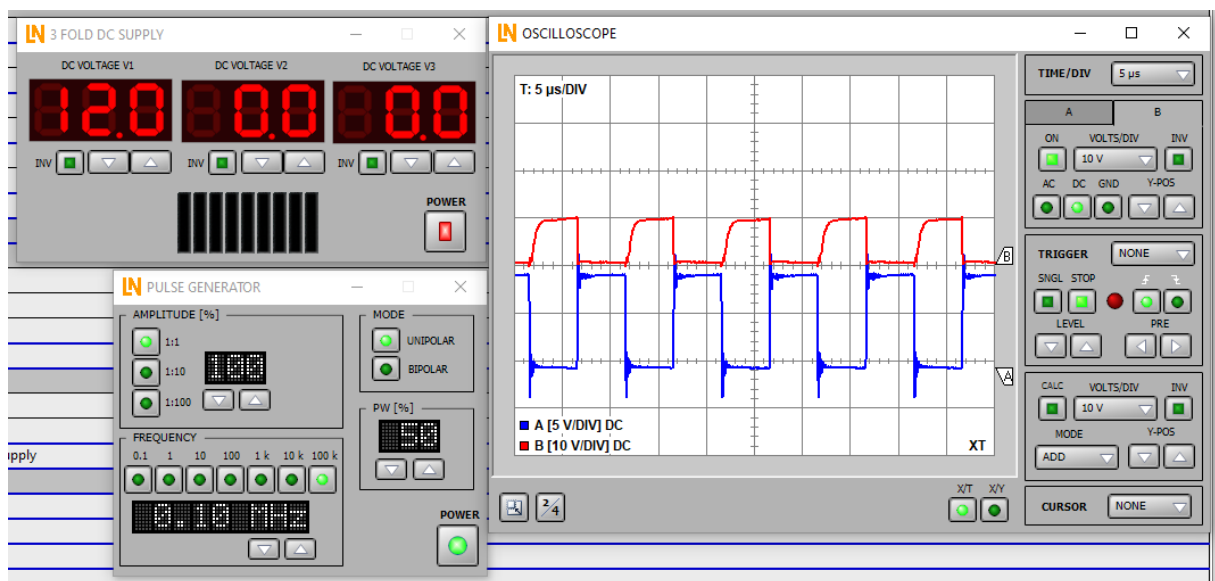 LN 3 FOLD DC SUPPLY
DC VOLTAGE V1 DC VOLTAGE V2 DC VOLTAGE V3
12.0 0.0 0.0
INV INV INV
POWER
LN PULSE GENERATOR
AMPLITUDE [%]
1:1
1:10
1:100
100
MODE
UNIPOLAR
BIPOLAR
PW [%]
50
FREQUENCY
0.1 1 10 100 1 k 10 k 100 k
0.10 MHz
POWER
upply
LN OSCILLOSCOPE
T: 5 µs/DIV
B
A
A [5 V/DIV] DC
B [10 V/DIV] DC
XT
2/4
X/T X/Y
TIME/DIV 5 µs
A B
ON VOLTS/DIV INV
10 V
AC DC GND Y-POS
TRIGGER NONE
SNGL STOP
LEVEL PRE
CALC VOLTS/DIV INV
10 V
MODE Y-POS
ADD
CURSOR NONE